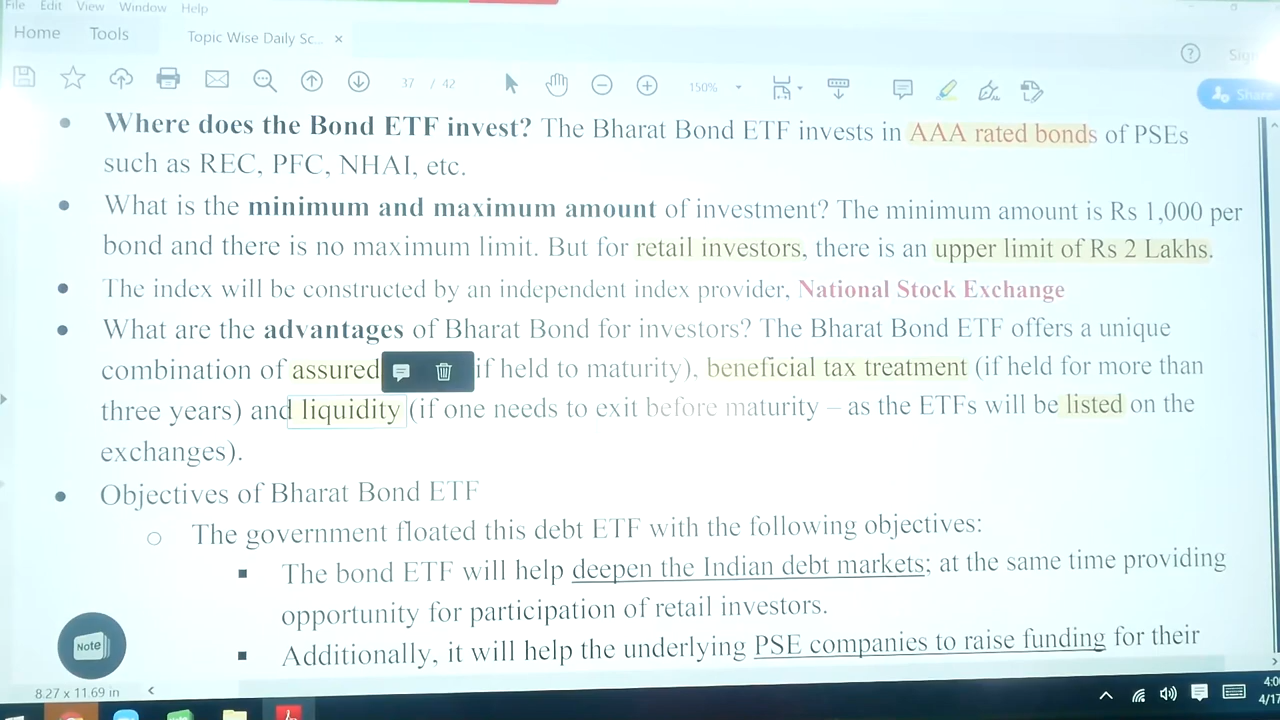 File Edit View Window Help
Home Tools Topic Wise Daily Sc... ×
37 / 42 150% Share
Where does the Bond ETF invest? The Bharat Bond ETF invests in AAA rated bonds of PSEs
such as REC, PFC, NHAI, etc.
What is the minimum and maximum amount of investment? The minimum amount is Rs 1,000 per
bond and there is no maximum limit. But for retail investors, there is an upper limit of Rs 2 Lakhs.
The index will be constructed by an independent index provider, National Stock Exchange
What are the advantages of Bharat Bond for investors? The Bharat Bond ETF offers a unique
combination of assured if held to maturity), beneficial tax treatment (if held for more than
three years) and liquidity (if one needs to exit before maturity – as the ETFs will be listed on the
exchanges).
Objectives of Bharat Bond ETF
The government floated this debt ETF with the following objectives:
The bond ETF will help deepen the Indian debt markets; at the same time providing
opportunity for participation of retail investors.
Additionally, it will help the underlying PSE companies to raise funding for their
Note
8.27 x 11.69 in